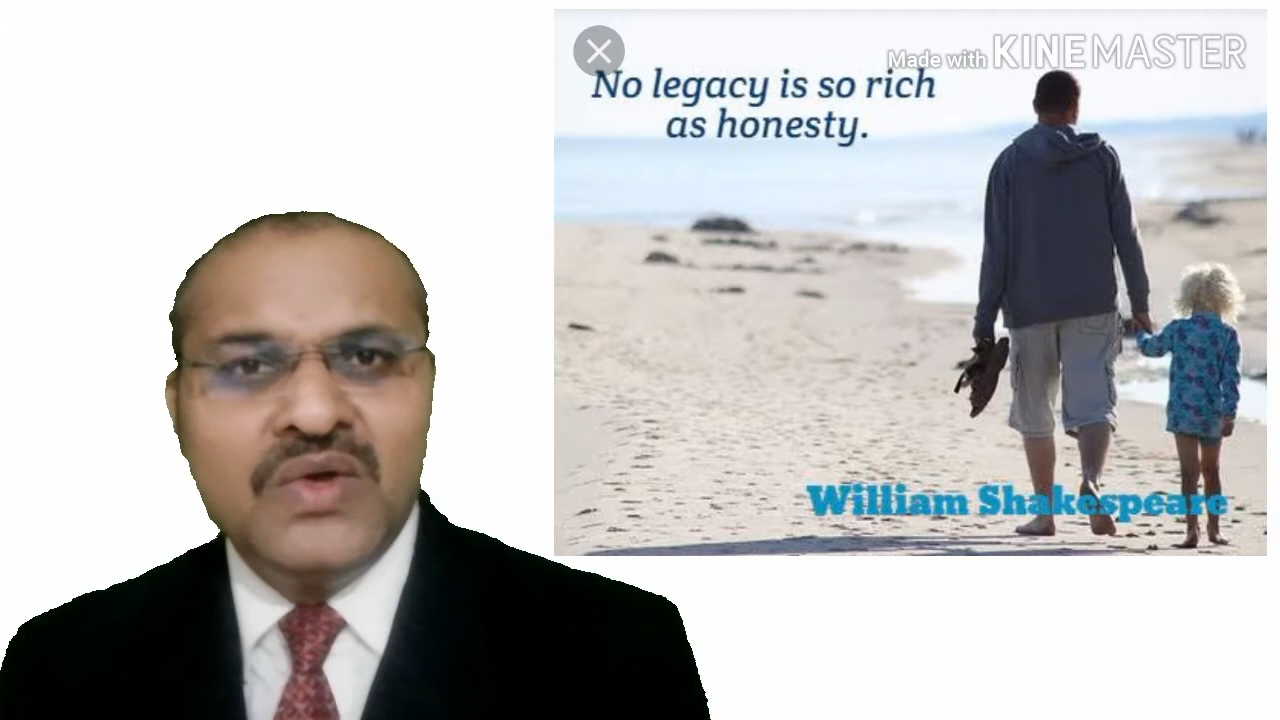 Made with KINEMASTER
No legacy is so rich
as honesty.
William Shakespeare